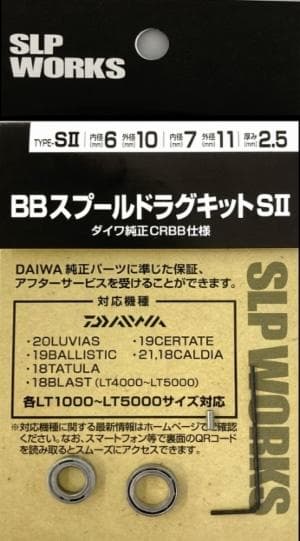 SLP
WORKS
TYPE-SII 内径(mm)6 外径(mm)10 内径(mm)7 外径(mm)11 厚み(mm)2.5
BBスプールドラグキットSII
ダイワ純正CRBB仕様
DAIWA 純正パーツに準じた保証、
アフターサービスを受けることができます。
対応機種
DAIWA
・20LUVIAS ・19CERTATE
・19BALLISTIC ・21,18CALDIA
・18TATULA
・18BLAST (LT4000~LT5000)
各LT1000~LT5000サイズ対応
※対応機種に関する最新情報はホームページでご確認
ください。なお、スマートフォン等で裏面のQRコード
を読み取るとスムーズにアクセスできます。
SLP WORKS